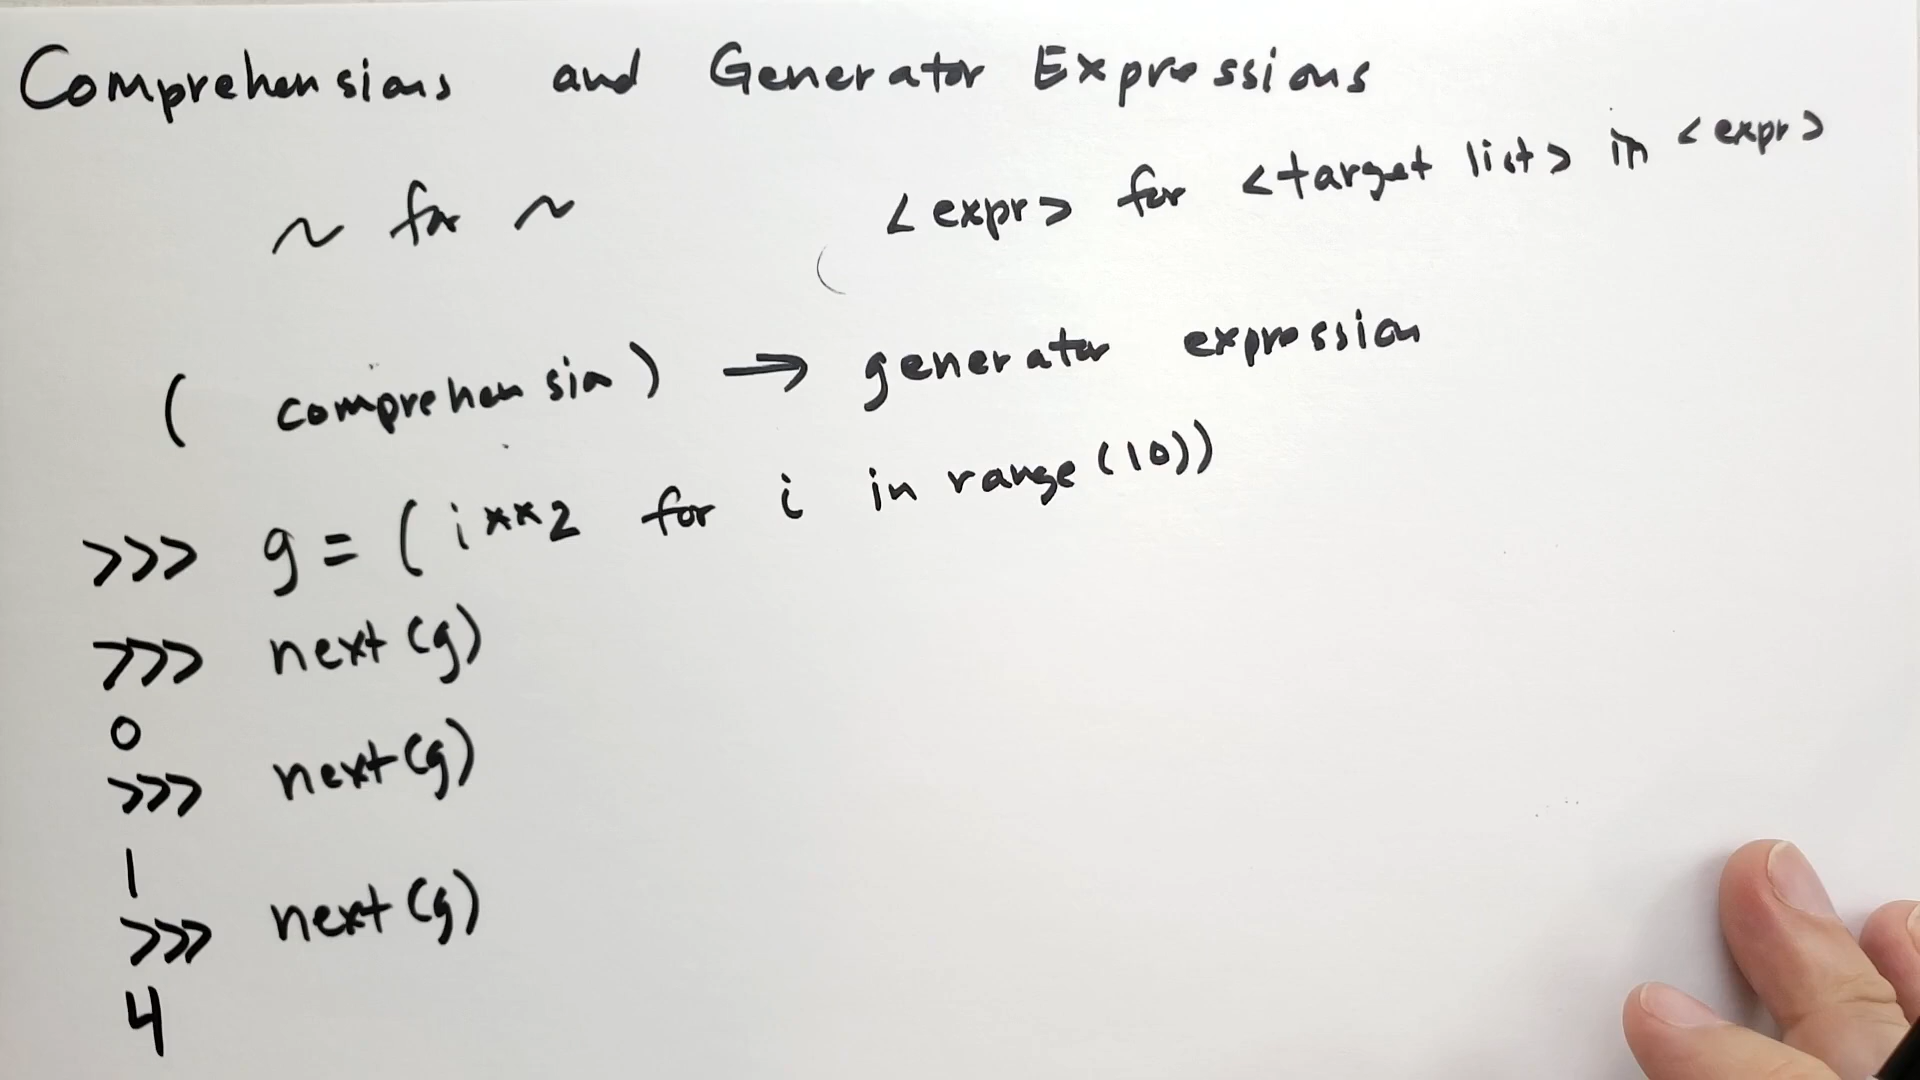 Comprehensions and Generator Expressions
~ for ~
<expr> for <target list> in <expr>
( comprehension ) → generator expression
>>> g = ( i**2 for i in range(10))
>>> next(g)
0
>>> next(g)
1
>>> next(g)
4